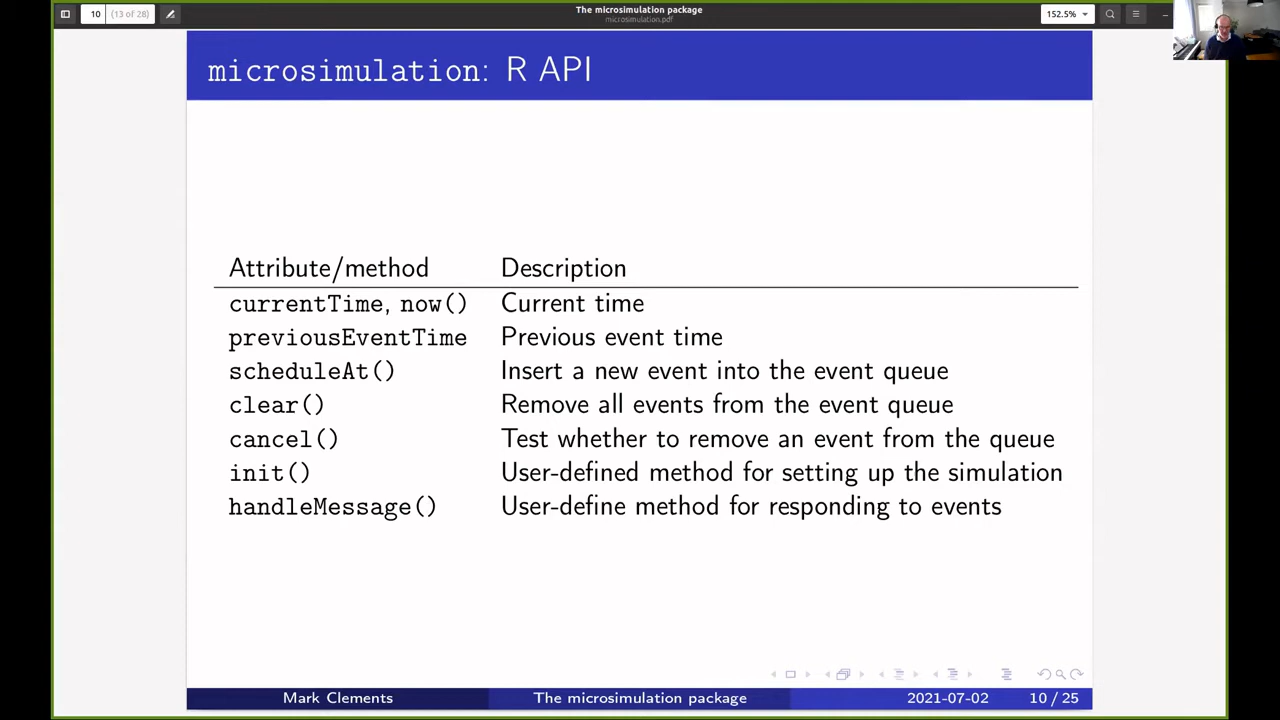 10 (13 of 28) The microsimulation package 152.5%
microsimulation.pdf
microsimulation: R API
Attribute/method Description
currentTime, now() Current time
previousEventTime Previous event time
scheduleAt() Insert a new event into the event queue
clear() Remove all events from the event queue
cancel() Test whether to remove an event from the queue
init() User-defined method for setting up the simulation
handleMessage() User-define method for responding to events
Mark Clements The microsimulation package 2021-07-02 10 / 25